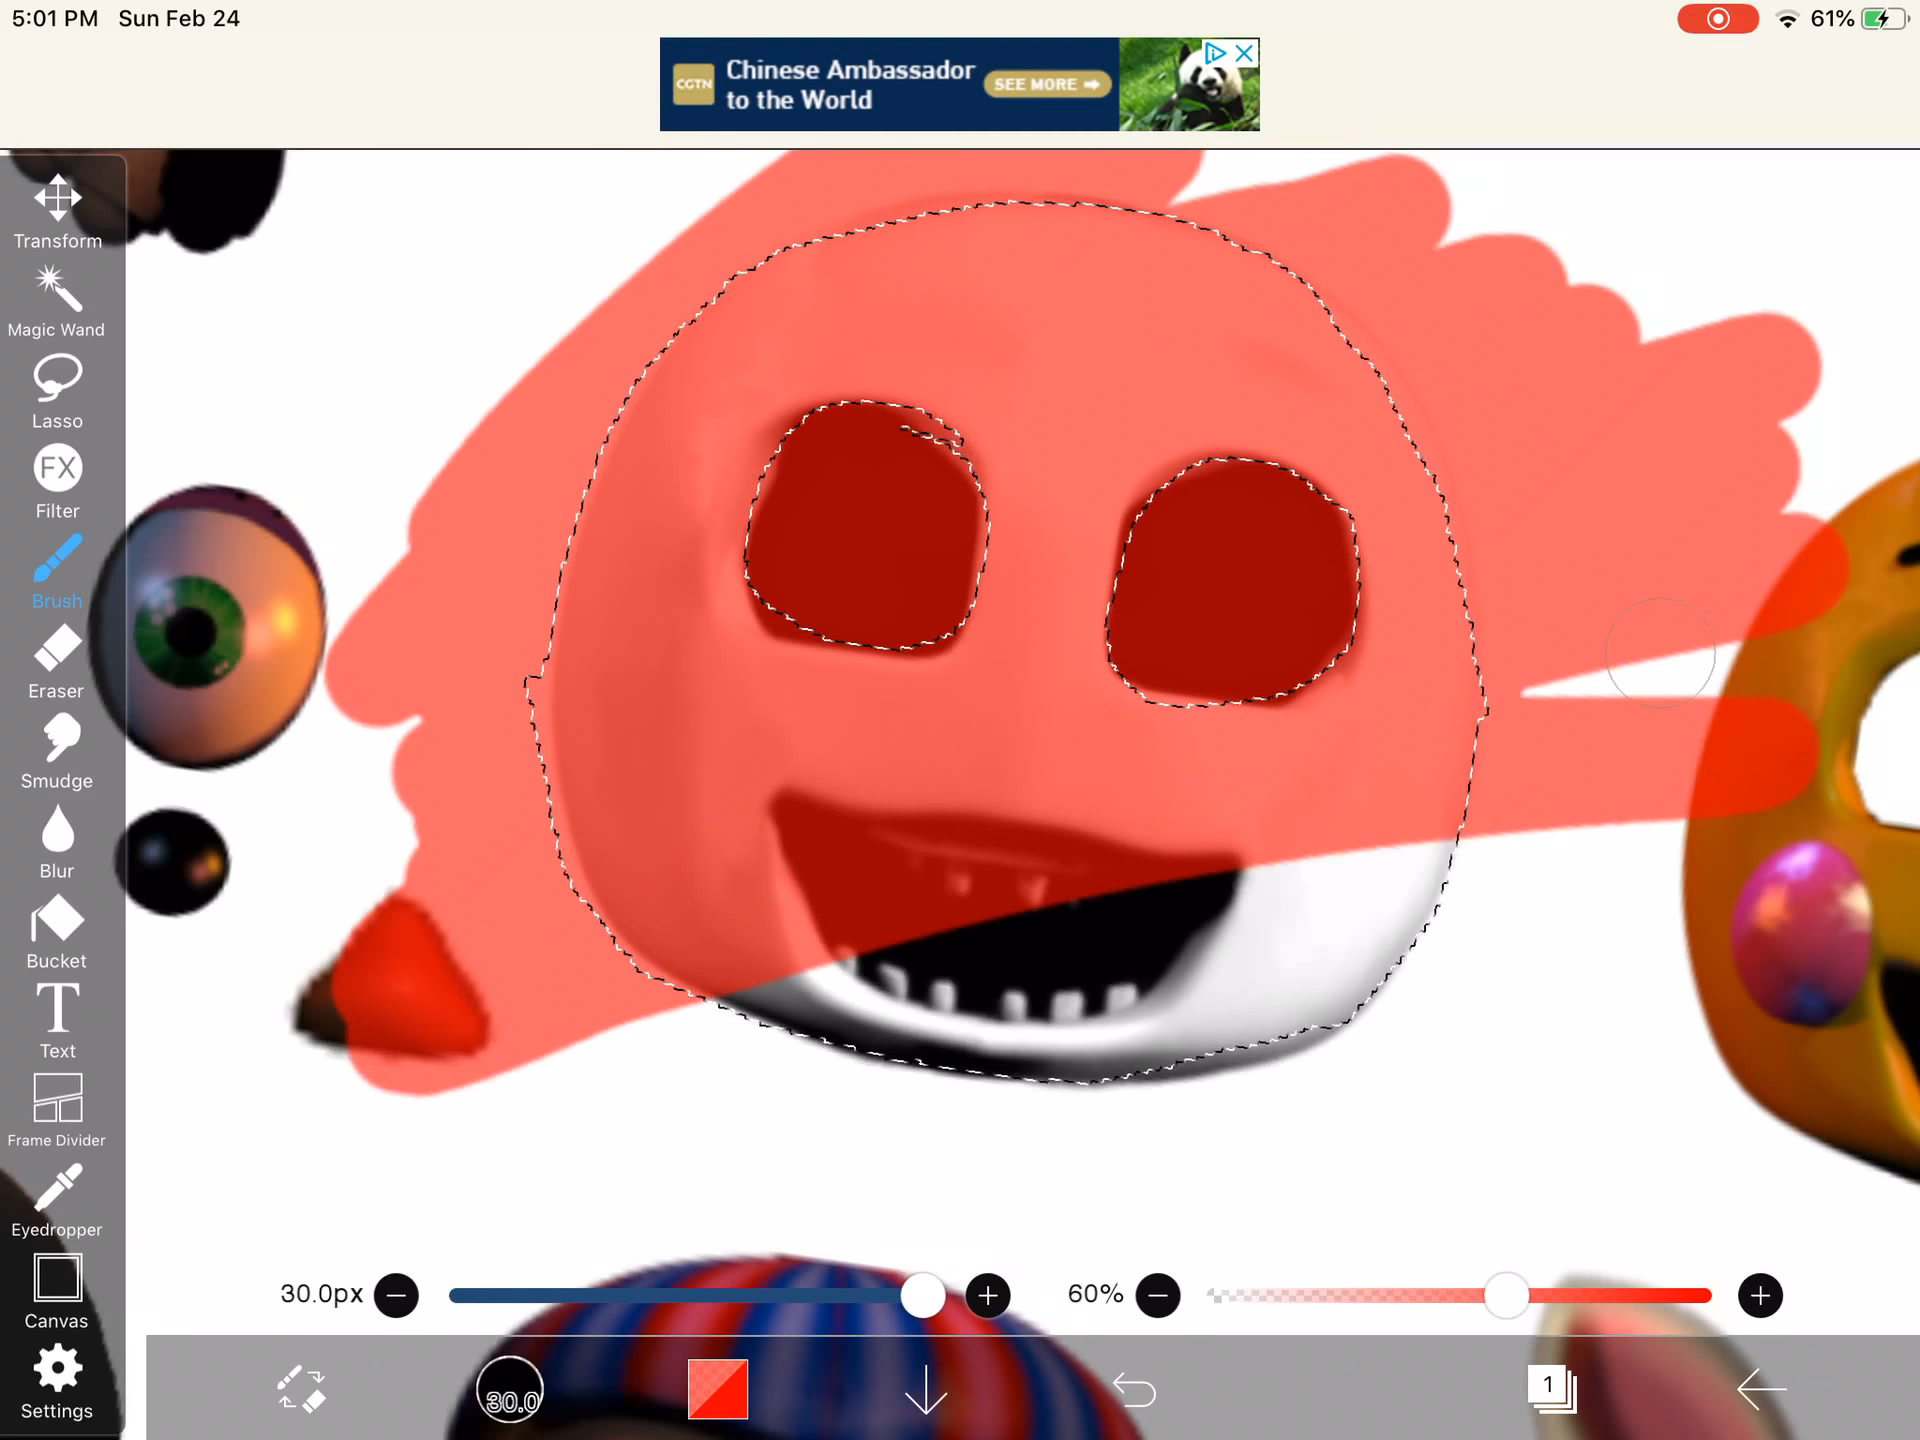 5:01 PM Sun Feb 24
61%
CGTN
Chinese Ambassador
to the World
SEE MORE
Transform
Magic Wand
Lasso
FX
Filter
Brush
Eraser
Smudge
Blur
Bucket
T
Text
Frame Divider
Eyedropper
Canvas
Settings
30.0px
60%
30.0
1